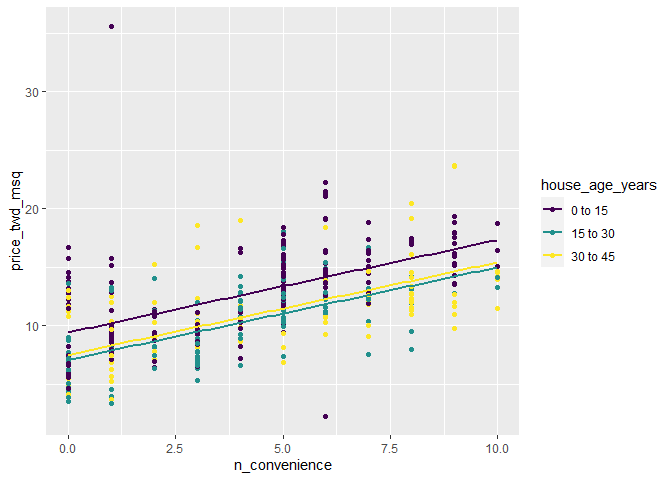 price_twd_msq
30
20
10
0.0 2.5 5.0 7.5 10.0
n_convenience
house_age_years
0 to 15
15 to 30
30 to 45